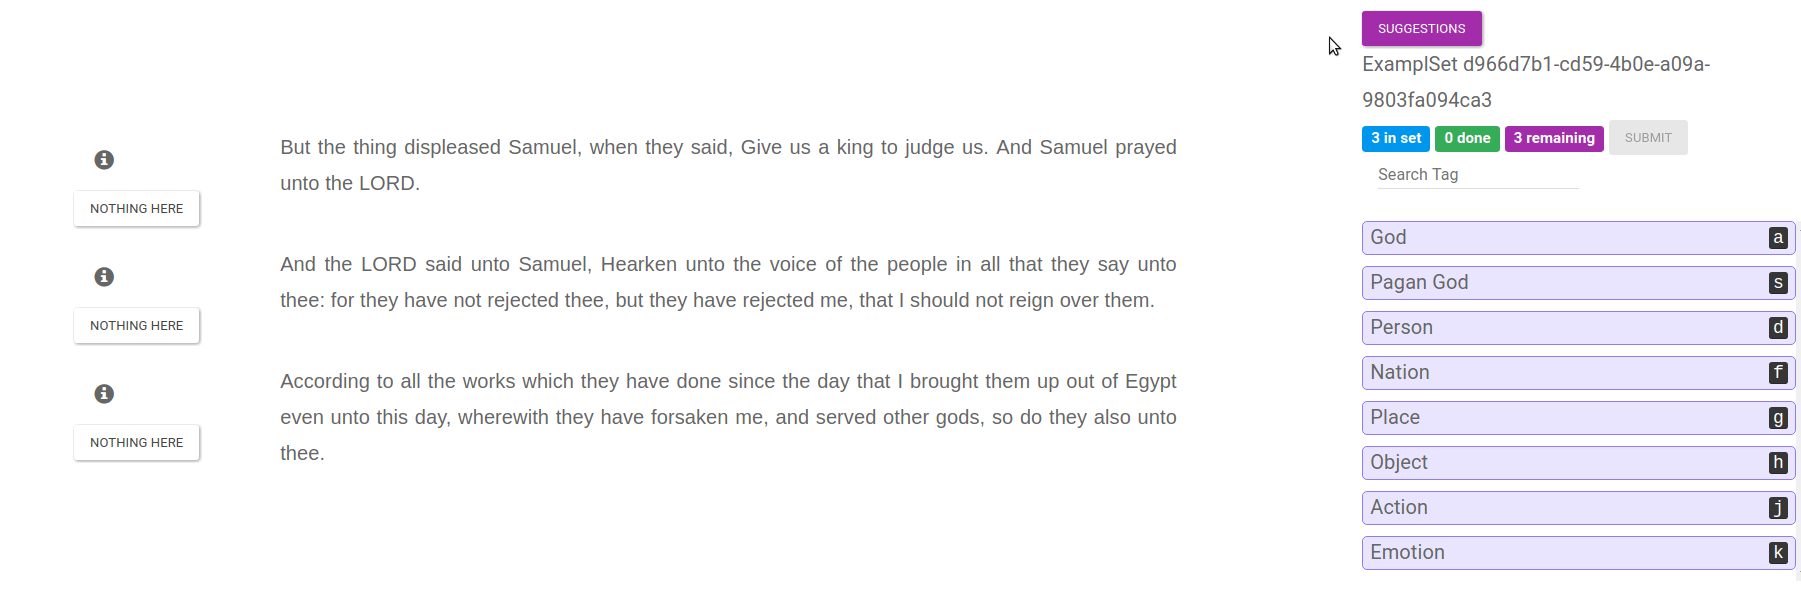 SUGGESTIONS
ExamplSet d966d7b1-cd59-4b0e-a09a-
9803fa094ca3
3 in set 0 done 3 remaining SUBMIT
Search Tag
But the thing displeased Samuel, when they said, Give us a king to judge us. And Samuel prayed
unto the LORD.
NOTHING HERE
And the LORD said unto Samuel, Hearken unto the voice of the people in all that they say unto
thee: for they have not rejected thee, but they have rejected me, that I should not reign over them.
NOTHING HERE
According to all the works which they have done since the day that I brought them up out of Egypt
even unto this day, wherewith they have forsaken me, and served other gods, so do they also unto
thee.
NOTHING HERE
God a
Pagan God s
Person d
Nation f
Place g
Object h
Action j
Emotion k